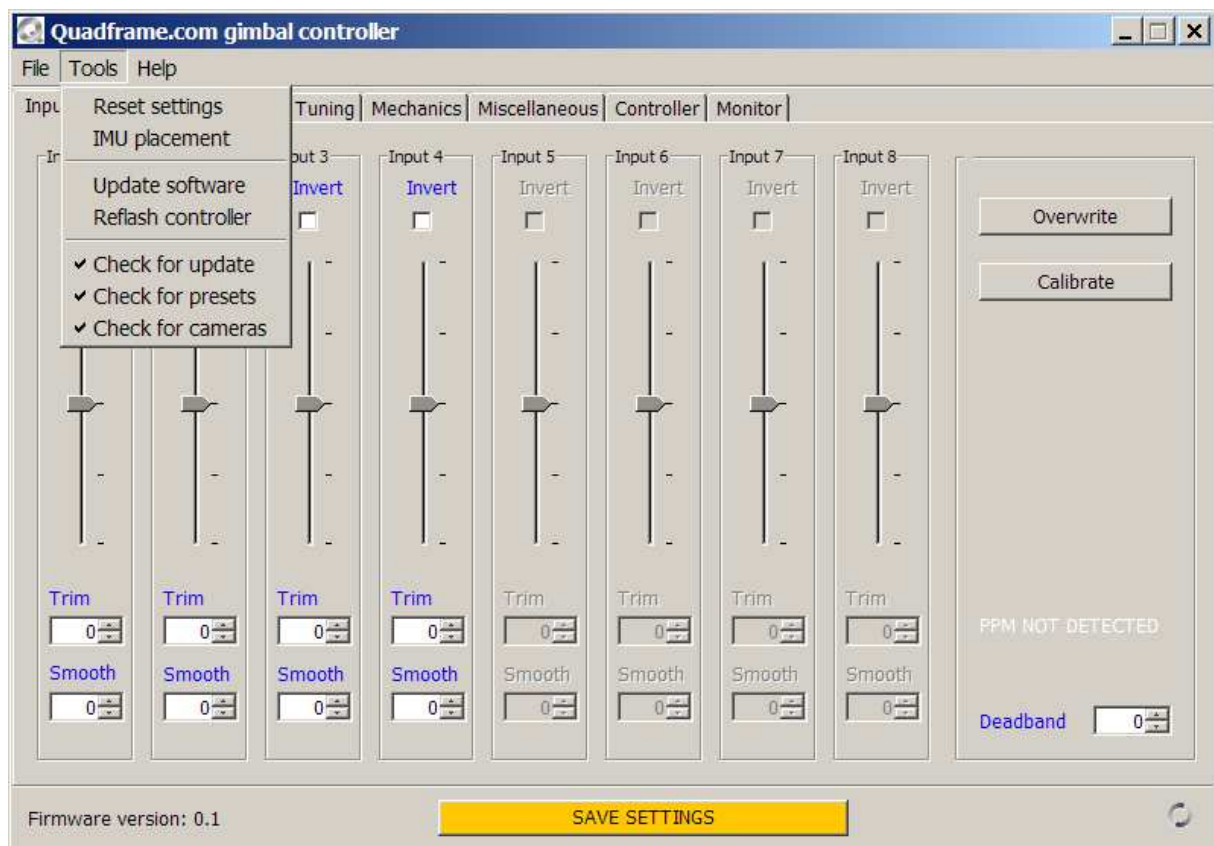 Quadframe.com gimbal controller
File Tools Help
Tuning Mechanics Miscellaneous Controller Monitor
Reset settings
IMU placement
Update software
Reflash controller
Check for update
Check for presets
Check for cameras
Input 4 Input 5 Input 6 Input 7 Input 8
Invert Invert Invert Invert Invert Invert
Overwrite
Calibrate
Trim Trim Trim Trim Trim Trim Trim Trim
0 0 0 0 0 0 0 0
PPM NOT DETECTED
Smooth Smooth Smooth Smooth Smooth Smooth Smooth Smooth
0 0 0 0 0 0 0 0
Deadband 0
Firmware version: 0.1
SAVE SETTINGS